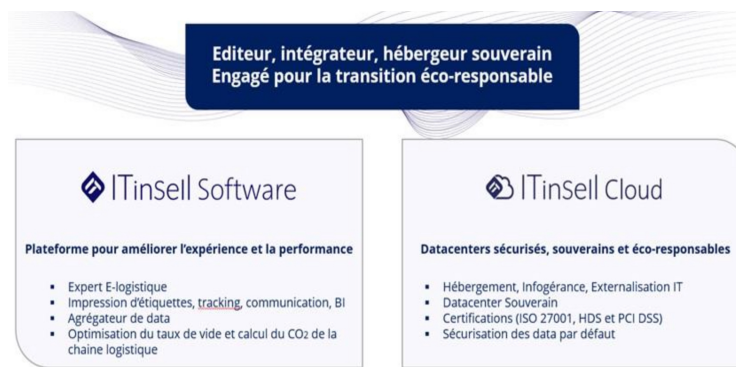 Editeur, intégrateur, hébergeur souverain
Engagé pour la transition éco-responsable
ITinsell Software
Plateforme pour améliorer l'expérience et la performance
▪ Expert E-logistique
▪ Impression d'étiquettes, tracking, communication, BI
▪ Agrégateur de data
▪ Optimisation du taux de vide et calcul du CO2 de la
chaine logistique
ITinsell Cloud
Datacenters sécurisés, souverains et éco-responsables
▪ Hébergement, Infogérance, Externalisation IT
▪ Datacenter Souverain
▪ Certifications (ISO 27001, HDS et PCI DSS)
▪ Sécurisation des data par défaut